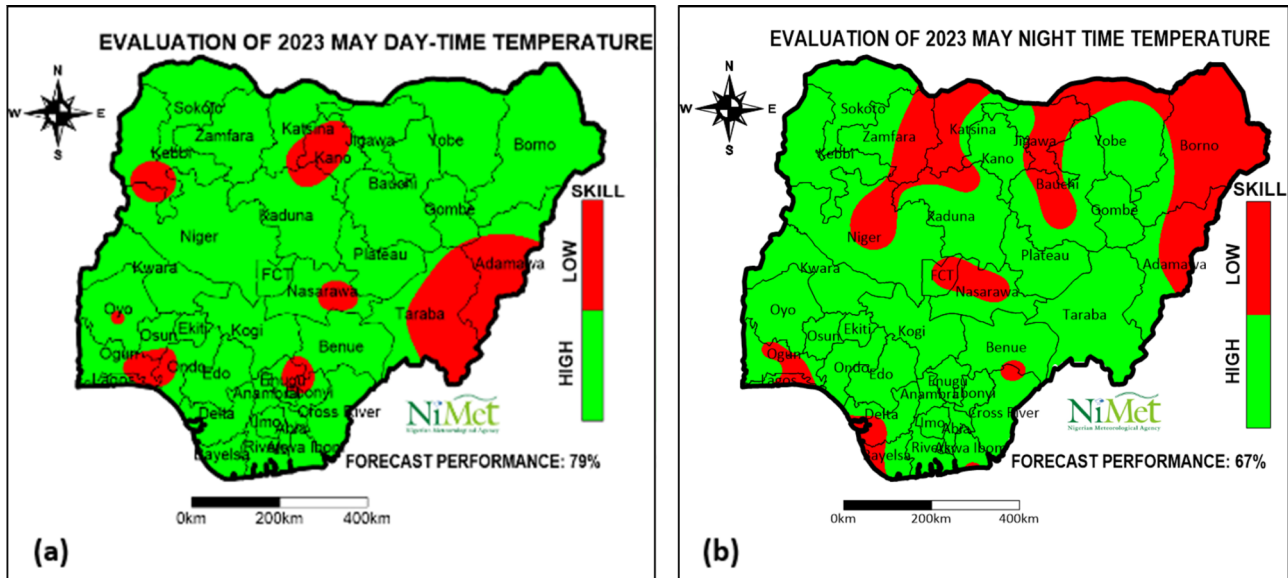 EVALUATION OF 2023 MAY DAY-TIME TEMPERATURE
N
W E
S
Sokoto
Zamfara
Katsina
Jigawa
Yobe
Borno
Kebbi
Kano
Bauchi
Gombe
Kaduna
Niger
Plateau
Adamawa
Kwara
FCT
Nasarawa
Taraba
Oyo
Osun
Ekiti
Kogi
Benue
Ogun
Ondo
Edo
Enugu
Lagos
Anambra
Ebonyi
Delta
Cross River
Imo
Abia
Bayelsa
Rivers
Akwa Ibom
SKILL
LOW
HIGH
NiMet
Nigerian Meteorological Agency
FORECAST PERFORMANCE: 79%
0km 200km 400km
(a)
EVALUATION OF 2023 MAY NIGHT TIME TEMPERATURE
N
W E
S
Sokoto
Zamfara
Katsina
Jigawa
Yobe
Borno
Kebbi
Kano
Bauchi
Gombe
Kaduna
Niger
Plateau
Adamawa
Kwara
FCT
Nasarawa
Taraba
Oyo
Osun
Ekiti
Kogi
Benue
Ogun
Ondo
Edo
Enugu
Lagos
Anambra
Ebonyi
Delta
Cross River
Imo
Abia
Bayelsa
Rivers
Akwa Ibom
SKILL
LOW
HIGH
NiMet
Nigerian Meteorological Agency
FORECAST PERFORMANCE: 67%
0km 200km 400km
(b)